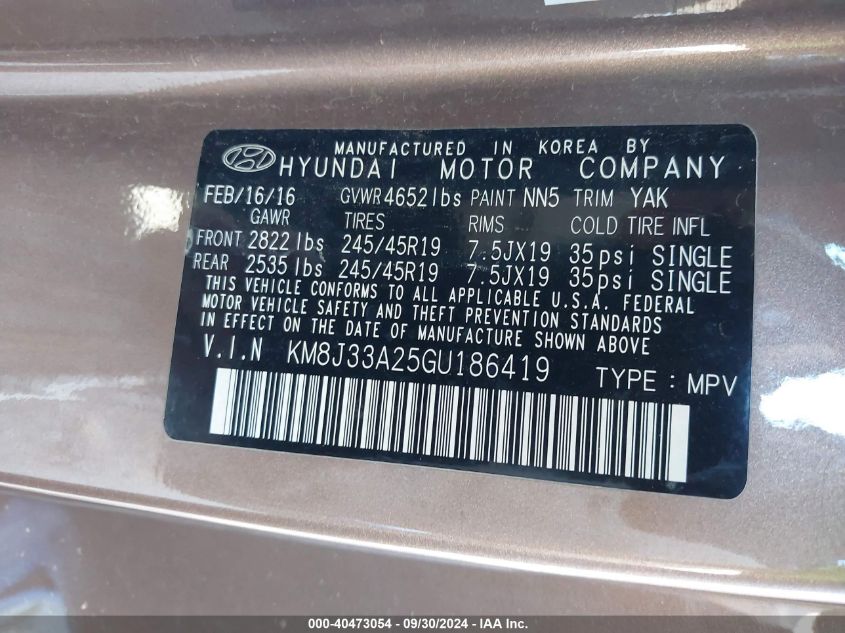 MANUFACTURED IN KOREA BY
HYUNDAI MOTOR COMPANY
FEB/16/16 GVWR 4652lbs PAINT NN5 TRIM YAK
GAWR TIRES RIMS COLD TIRE INFL
FRONT 2822 lbs 245/45R19 7.5JX19 35psi SINGLE
REAR 2535 lbs 245/45R19 7.5JX19 35psi SINGLE
THIS VEHICLE CONFORMS TO ALL APPLICABLE U.S.A. FEDERAL
MOTOR VEHICLE SAFETY AND THEFT PREVENTION STANDARDS
IN EFFECT ON THE DATE OF MANUFACTURE SHOWN ABOVE
V.I.N KM8J33A25GU186419 TYPE : MPV
000-40473054 - 09/30/2024 - IAA Inc.